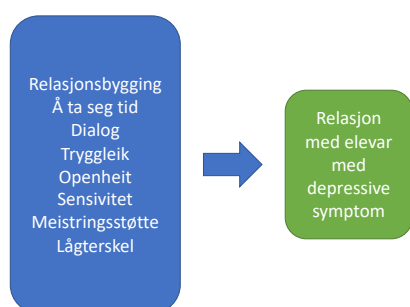 Relasjonsbygging
Å ta seg tid
Dialog
Tryggleik
Openheit
Sensivitet
Meistringsstøtte
Lågterskel
Relasjon
med elevar
med
depressive
symptom